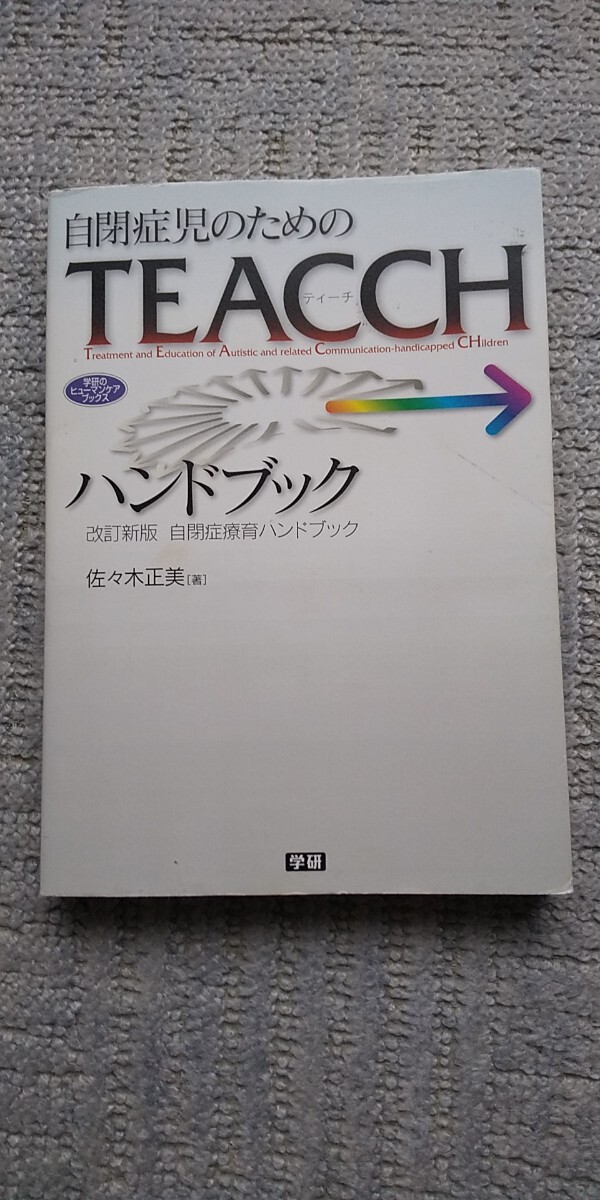 自閉症児のための
TEACCH
ティーチ
Treatment and Education of Autistic and related Communication-handicapped CHildren
学研の
ヒューマンケア
ブックス
ハンドブック
改訂新版 自閉症療育ハンドブック
佐々木正美[著]
学研